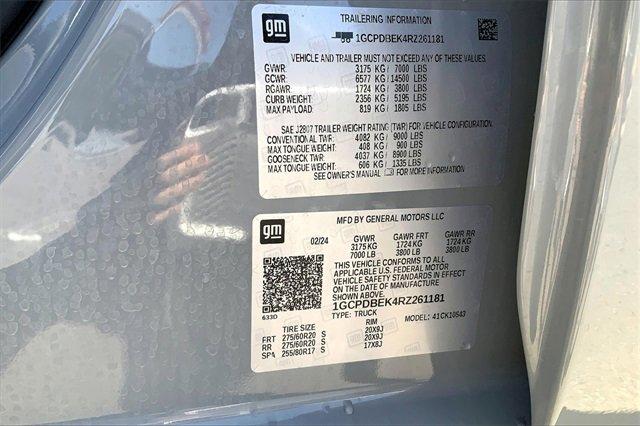 gm
TRAILERING INFORMATION
1GCPDBEK4RZ261181
VEHICLE AND TRAILER MUST NOT EXCEED ANY OF THESE VALUES.
GVWR: 3175 KG / 7000 LBS
GCWR: 6577 KG / 14500 LBS
RGAWR: 1724 KG / 3800 LBS
CURB WEIGHT: 2356 KG / 5195 LBS
MAX PAYLOAD: 819 KG / 1805 LBS
SAE J2807 TRAILER WEIGHT RATING (TWR) FOR VEHICLE CONFIGURATION.
CONVENTIONAL TWR: 4082 KG / 9000 LBS
MAX TONGUE WEIGHT: 408 KG / 900 LBS
GOOSENECK TWR: 4037 KG / 8900 LBS
MAX TONGUE WEIGHT: 606 KG / 1335 LBS
SEE OWNER'S MANUAL FOR MORE INFORMATION
gm
MFD BY GENERAL MOTORS LLC
02/24 GVWR GAWR FRT GAWR RR
3175 KG 1724 KG 1724 KG
7000 LB 3800 LB 3800 LB
THIS VEHICLE CONFORMS TO ALL
APPLICABLE U.S. FEDERAL MOTOR
VEHICLE SAFETY STANDARDS IN EFFECT
ON THE DATE OF MANUFACTURE
SHOWN ABOVE.
1GCPDBEK4RZ261181
633D TYPE: TRUCK MODEL: 41CK10543
TIRE SIZE RIM
FRT 275/60R20 S 20X9J
RR 275/60R20 S 20X9J
SPA 255/80R17 S 17X8J